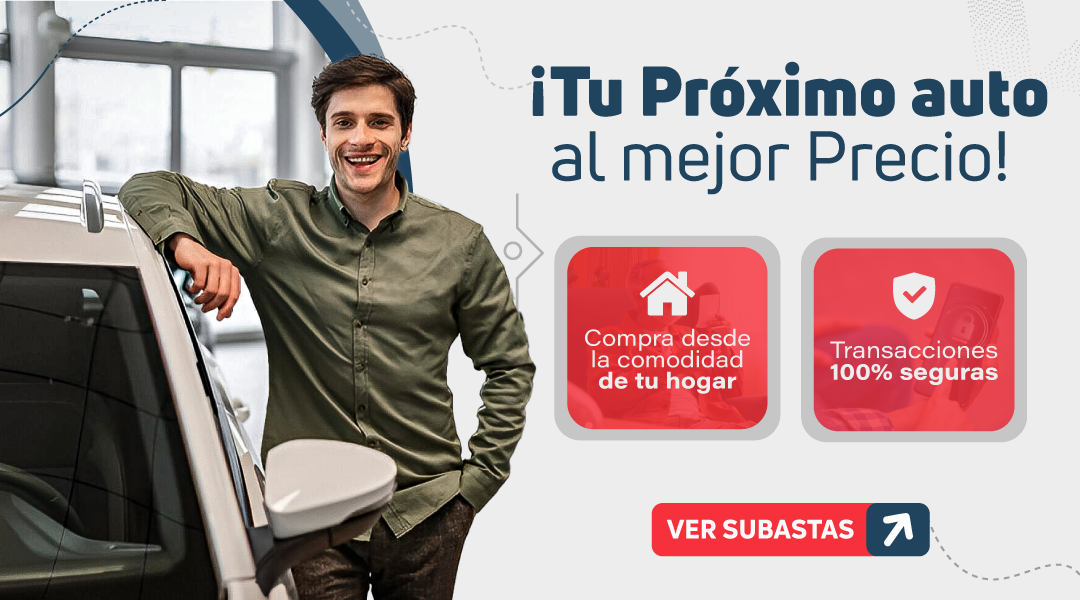 ¡Tu Próximo auto
al mejor Precio!
Compra desde
la comodidad
de tu hogar
Transacciones
100% seguras
VER SUBASTAS